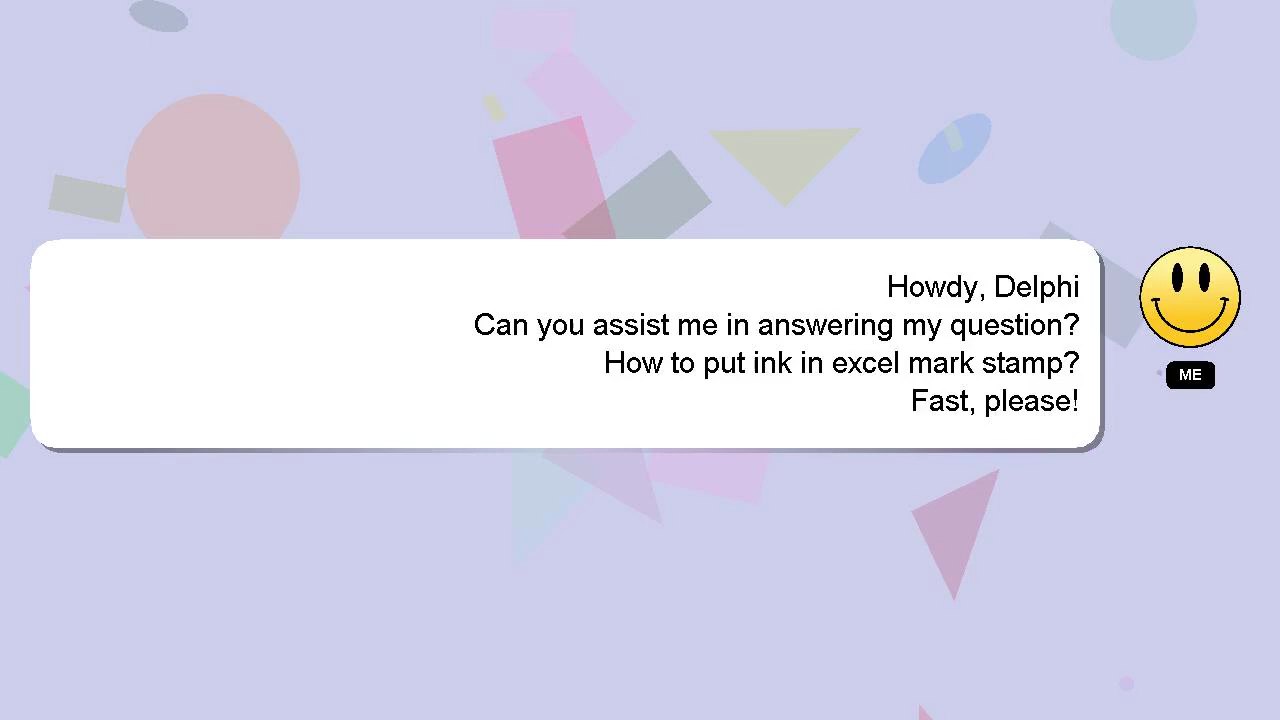 Howdy, Delphi
Can you assist me in answering my question?
How to put ink in excel mark stamp?
Fast, please!
ME